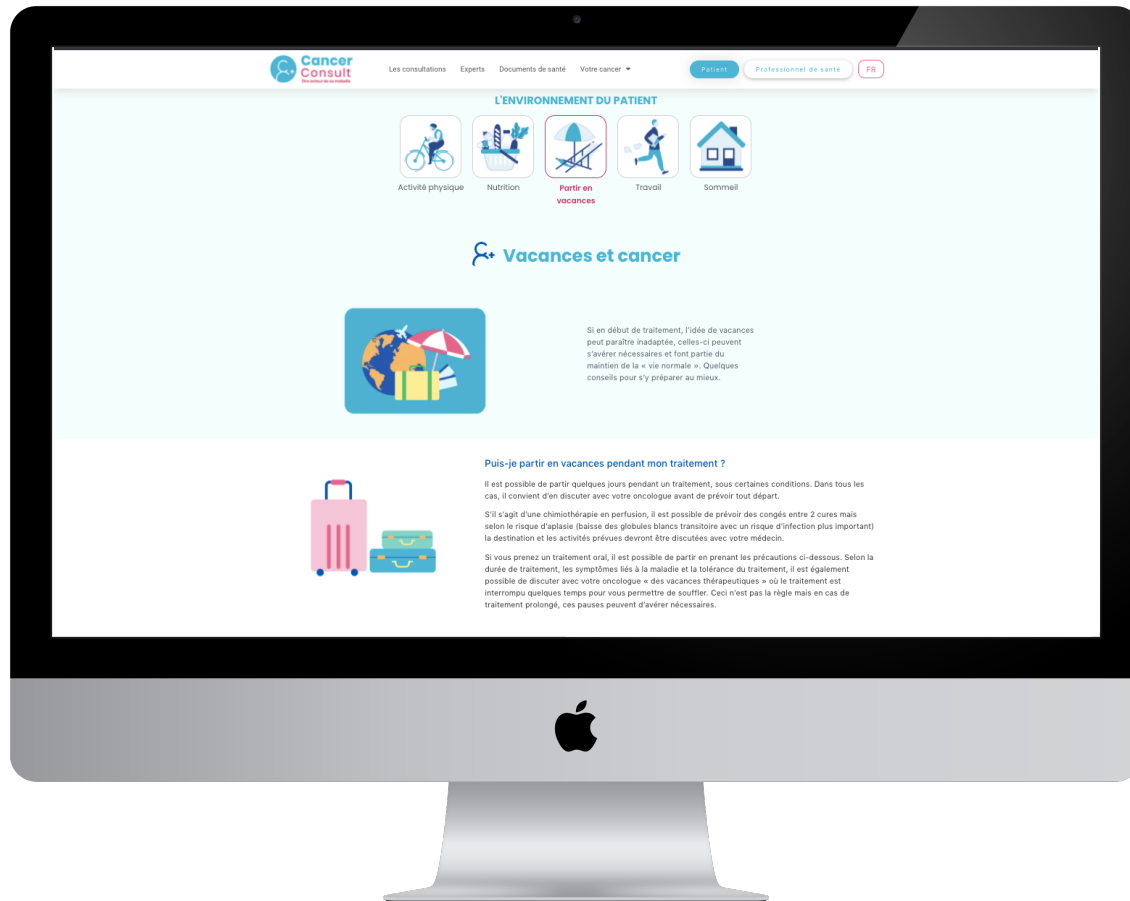 Cancer
Consult
Être acteur de sa maladie
Les consultations Experts Documents de santé Votre cancer
Patient Professionnel de santé FR
L'ENVIRONNEMENT DU PATIENT
Activité physique Nutrition Partir en Travail Sommeil
vacances
Vacances et cancer
Si en début de traitement, l'idée de vacances
peut paraître inadaptée, celles-ci peuvent
s'avérer nécessaires et font partie du
maintien de la « vie normale ». Quelques
conseils pour s'y préparer au mieux.
Puis-je partir en vacances pendant mon traitement ?
Il est possible de partir quelques jours pendant un traitement, sous certaines conditions. Dans tous les
cas, il convient d'en discuter avec votre oncologue avant de prévoir tout départ.
S'il s'agit d'une chimiothérapie en perfusion, il est possible de prévoir des congés entre 2 cures mais
selon le risque d'aplasie (baisse des globules blancs transitoire avec un risque d'infection plus important)
la destination et les activités prévues devront être discutées avec votre médecin.
Si vous prenez un traitement oral, il est possible de partir en prenant les précautions ci-dessous. Selon la
durée de traitement, les symptômes liés à la maladie et la tolérance du traitement, il est également
possible de discuter avec votre oncologue « des vacances thérapeutiques » où le traitement est
interrompu quelques temps pour vous permettre de souffler. Ceci n'est pas la règle mais en cas de
traitement prolongé, ces pauses peuvent d'avérer nécessaires.